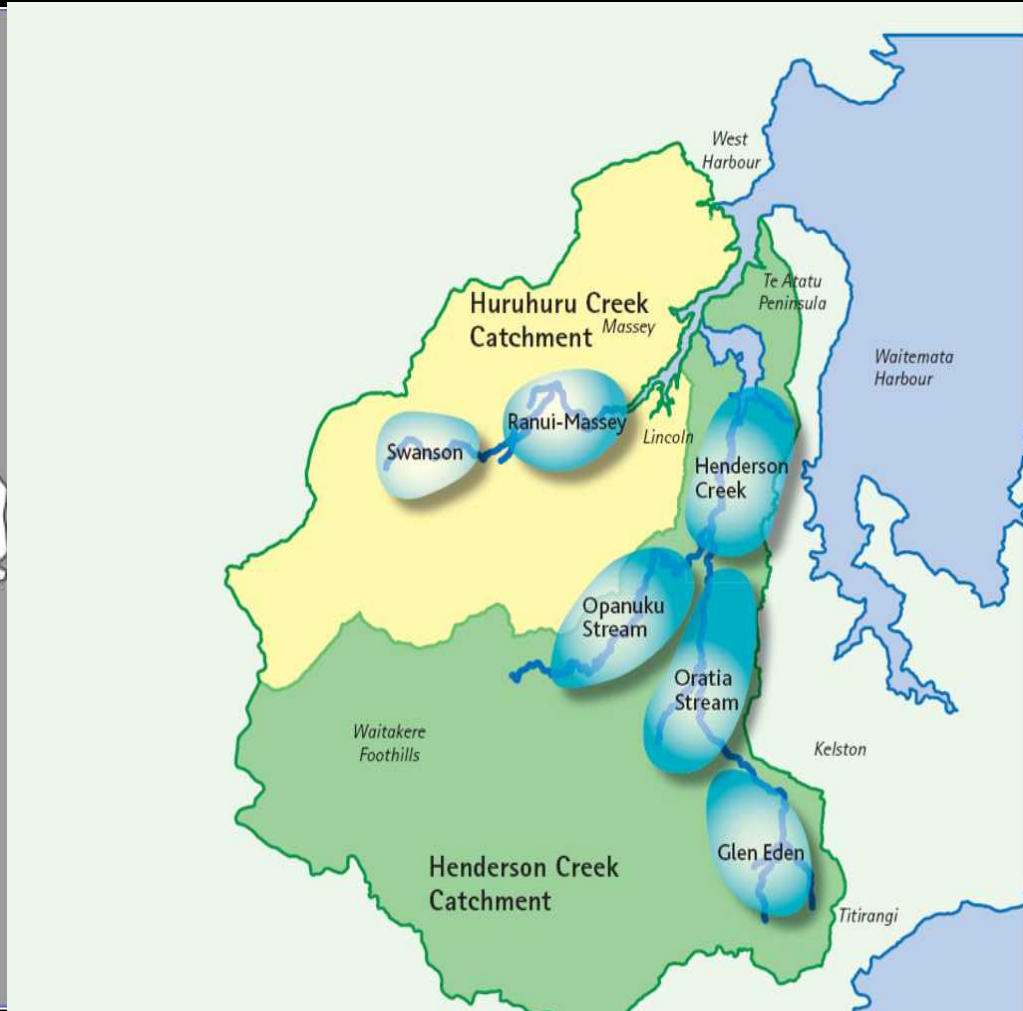 West
Harbour
Te Atatu
Peninsula
Huruhuru Creek
Catchment
Massey
Waitemata
Harbour
Ranui-Massey
Swanson
Lincoln
Henderson
Creek
Opanuku
Stream
Oratia
Stream
Waitakere
Foothills
Kelston
Glen Eden
Henderson Creek
Catchment
Titirangi